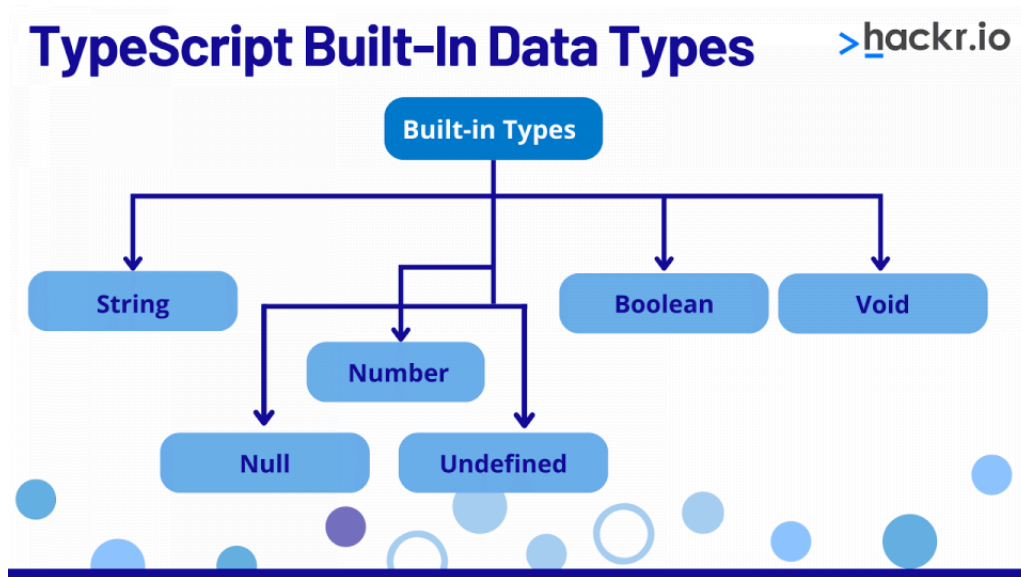 TypeScript Built-In Data Types
>hackr.io
Built-in Types
String
Boolean
Void
Number
Null
Undefined